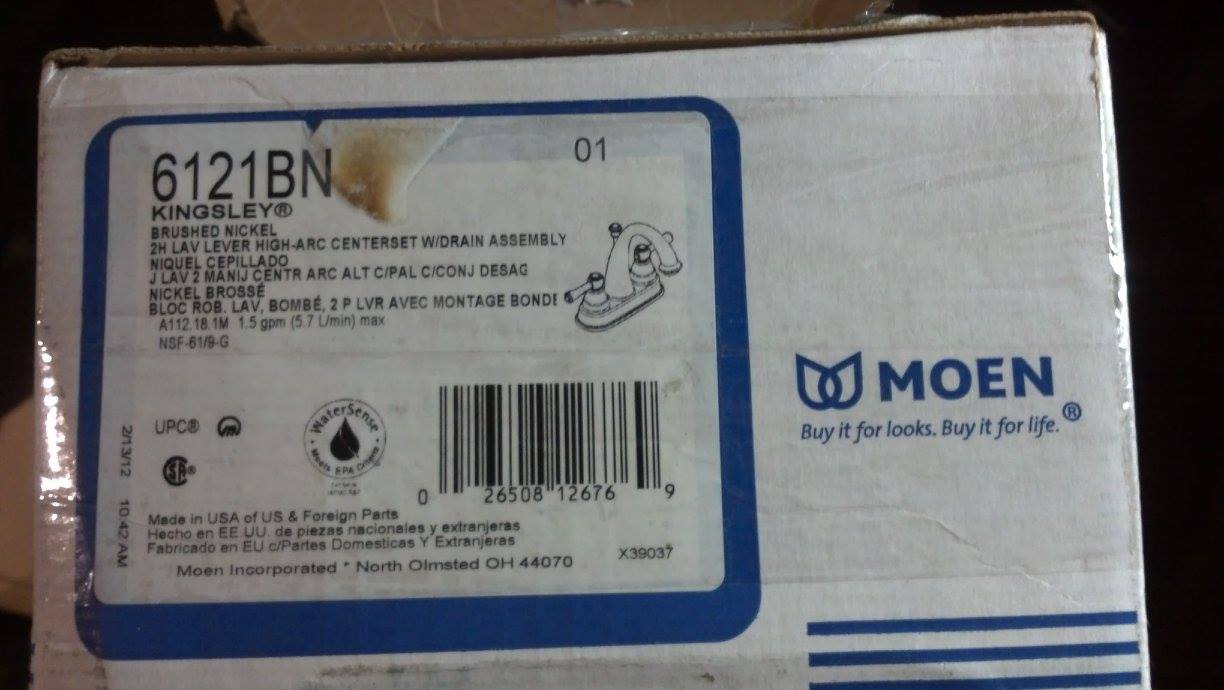 6121BN
01
KINGSLEY®
BRUSHED NICKEL
2H LAV LEVER HIGH-ARC CENTERSET W/DRAIN ASSEMBLY
NIQUEL CEPILLADO
J LAV 2 MANIJ CENTR ARC ALT C/PAL C/CONJ DESAG
NICKEL BROSSÉ
BLOC ROB. LAV, BOMBÉ, 2 P LVR AVEC MONTAGE BONDE
A112.18.1M 1.5 gpm (5.7 L/min) max
NSF-61/9-G
UPC®
SA®
WaterSense
Meets EPA Criteria
0 26508 12676 9
2/13/12 10:42 AM
Made in USA of US & Foreign Parts
Hecho en EE.UU. de piezas nacionales y extranjeras
Fabricado en EU c/Partes Domesticas Y Extranjeras
X39037
Moen Incorporated * North Olmsted OH 44070
MOEN
Buy it for looks. Buy it for life.®